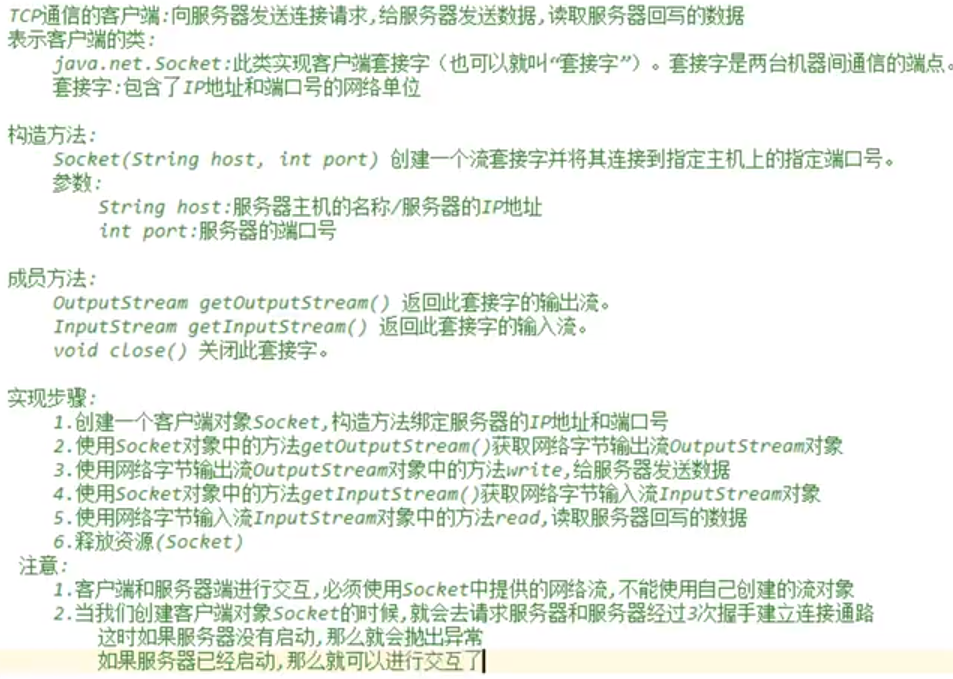 TCP通信的客户端:向服务器发送连接请求,给服务器发送数据,读取服务器回写的数据
表示客户端的类:
java.net.Socket:此类实现客户端套接字（也可以就叫“套接字”）。套接字是两台机器间通信的端点。
套接字:包含了IP地址和端口号的网络单位
构造方法:
Socket(String host, int port) 创建一个流套接字并将其连接到指定主机上的指定端口号。
参数:
String host:服务器主机的名称/服务器的IP地址
int port:服务器的端口号
成员方法:
OutputStream getOutputStream() 返回此套接字的输出流。
InputStream getInputStream() 返回此套接字的输入流。
void close() 关闭此套接字。
实现步骤:
1.创建一个客户端对象Socket,构造方法绑定服务器的IP地址和端口号
2.使用Socket对象中的方法getOutputStream()获取网络字节输出流OutputStream对象
3.使用网络字节输出流OutputStream对象中的方法write,给服务器发送数据
4.使用Socket对象中的方法getInputStream()获取网络字节输入流InputStream对象
5.使用网络字节输入流InputStream对象中的方法read,读取服务器回写的数据
6.释放资源(Socket)
注意:
1.客户端和服务器端进行交互,必须使用Socket中提供的网络流,不能使用自己创建的流对象
2.当我们创建客户端对象Socket的时候,就会去请求服务器和服务器经过3次握手建立连接通路
这时如果服务器没有启动,那么就会抛出异常
如果服务器已经启动,那么就可以进行交互了